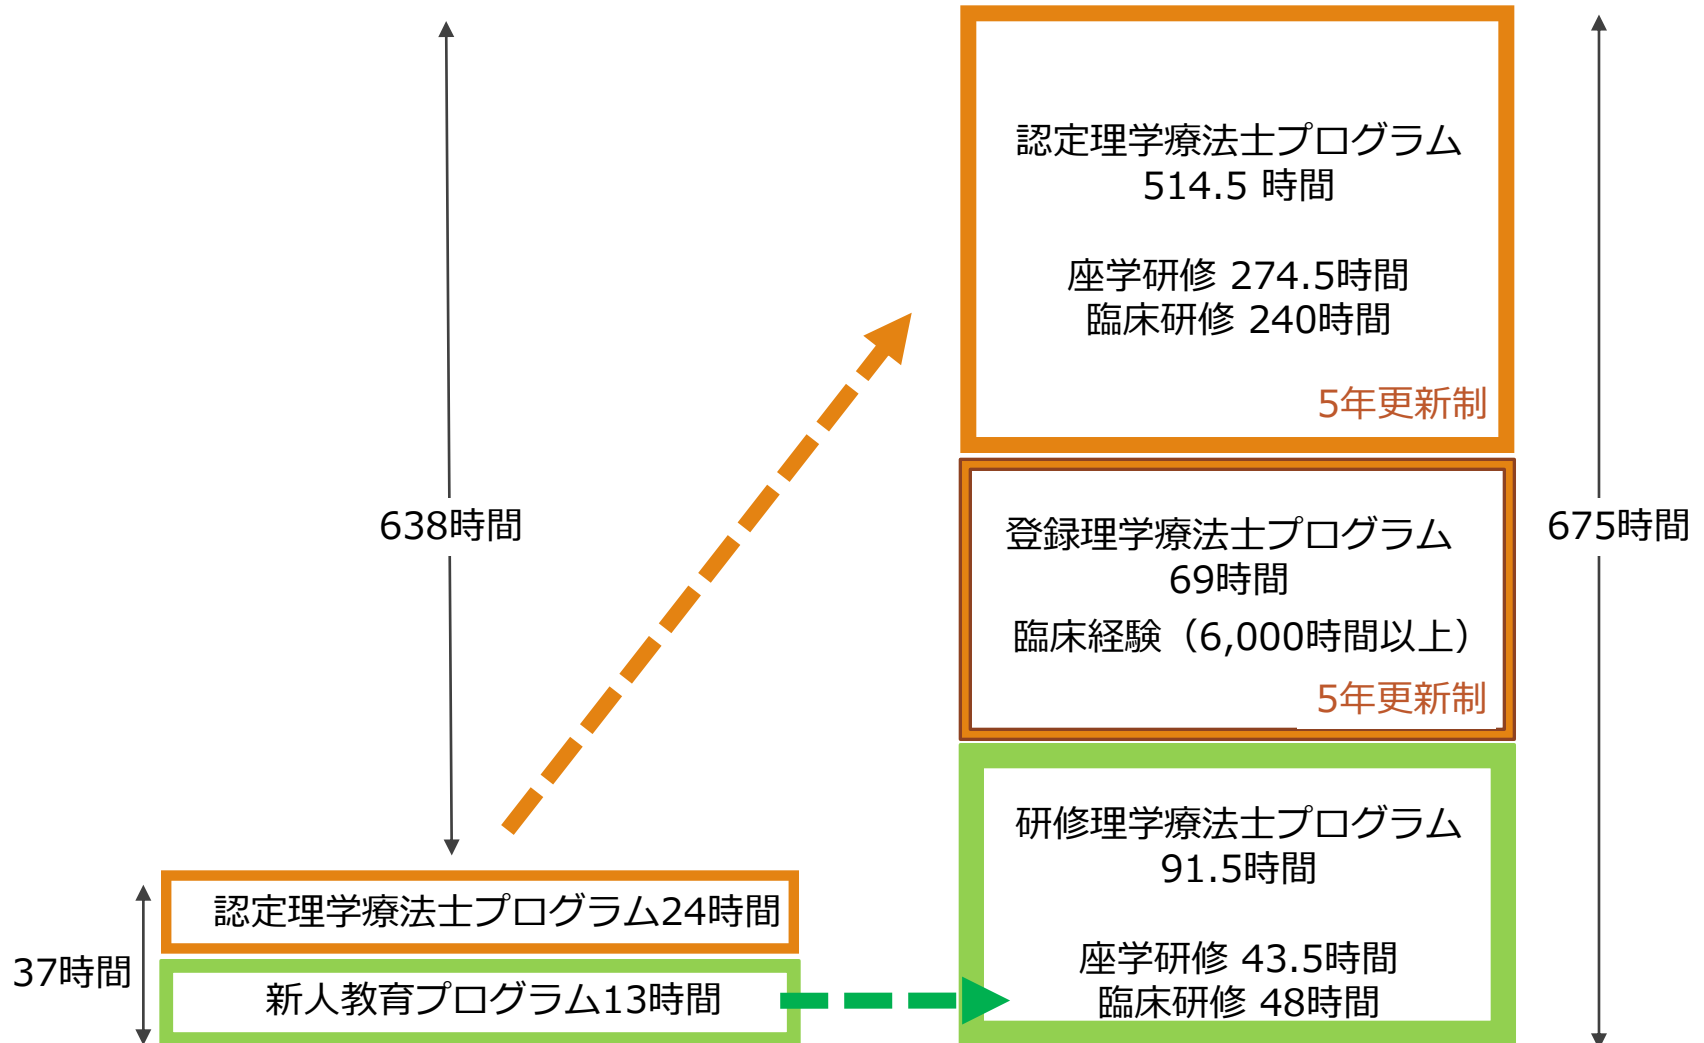 638時間
認定理学療法士プログラム24時間
37時間
新人教育プログラム13時間
認定理学療法士プログラム
514.5 時間
座学研修 274.5時間
臨床研修 240時間
5年更新制
登録理学療法士プログラム
69時間
臨床経験（6,000時間以上）
5年更新制
研修理学療法士プログラム
91.5時間
座学研修 43.5時間
臨床研修 48時間
675時間